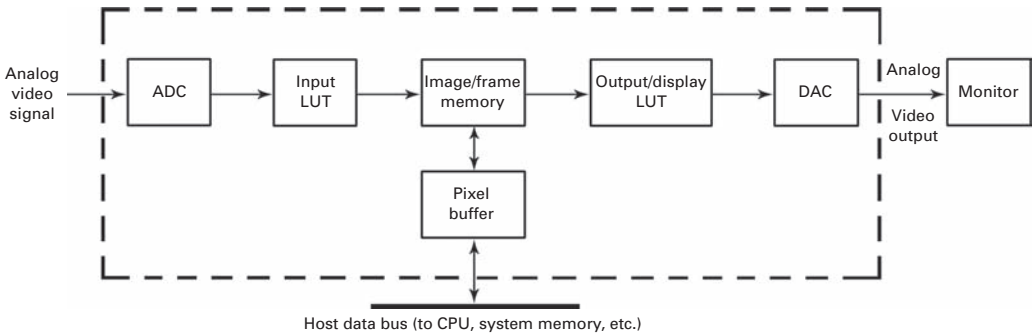 Analog
video
signal
ADC
Input
LUT
Image/frame
memory
Output/display
LUT
DAC
Analog
Video
output
Monitor
Pixel
buffer
Host data bus (to CPU, system memory, etc.)